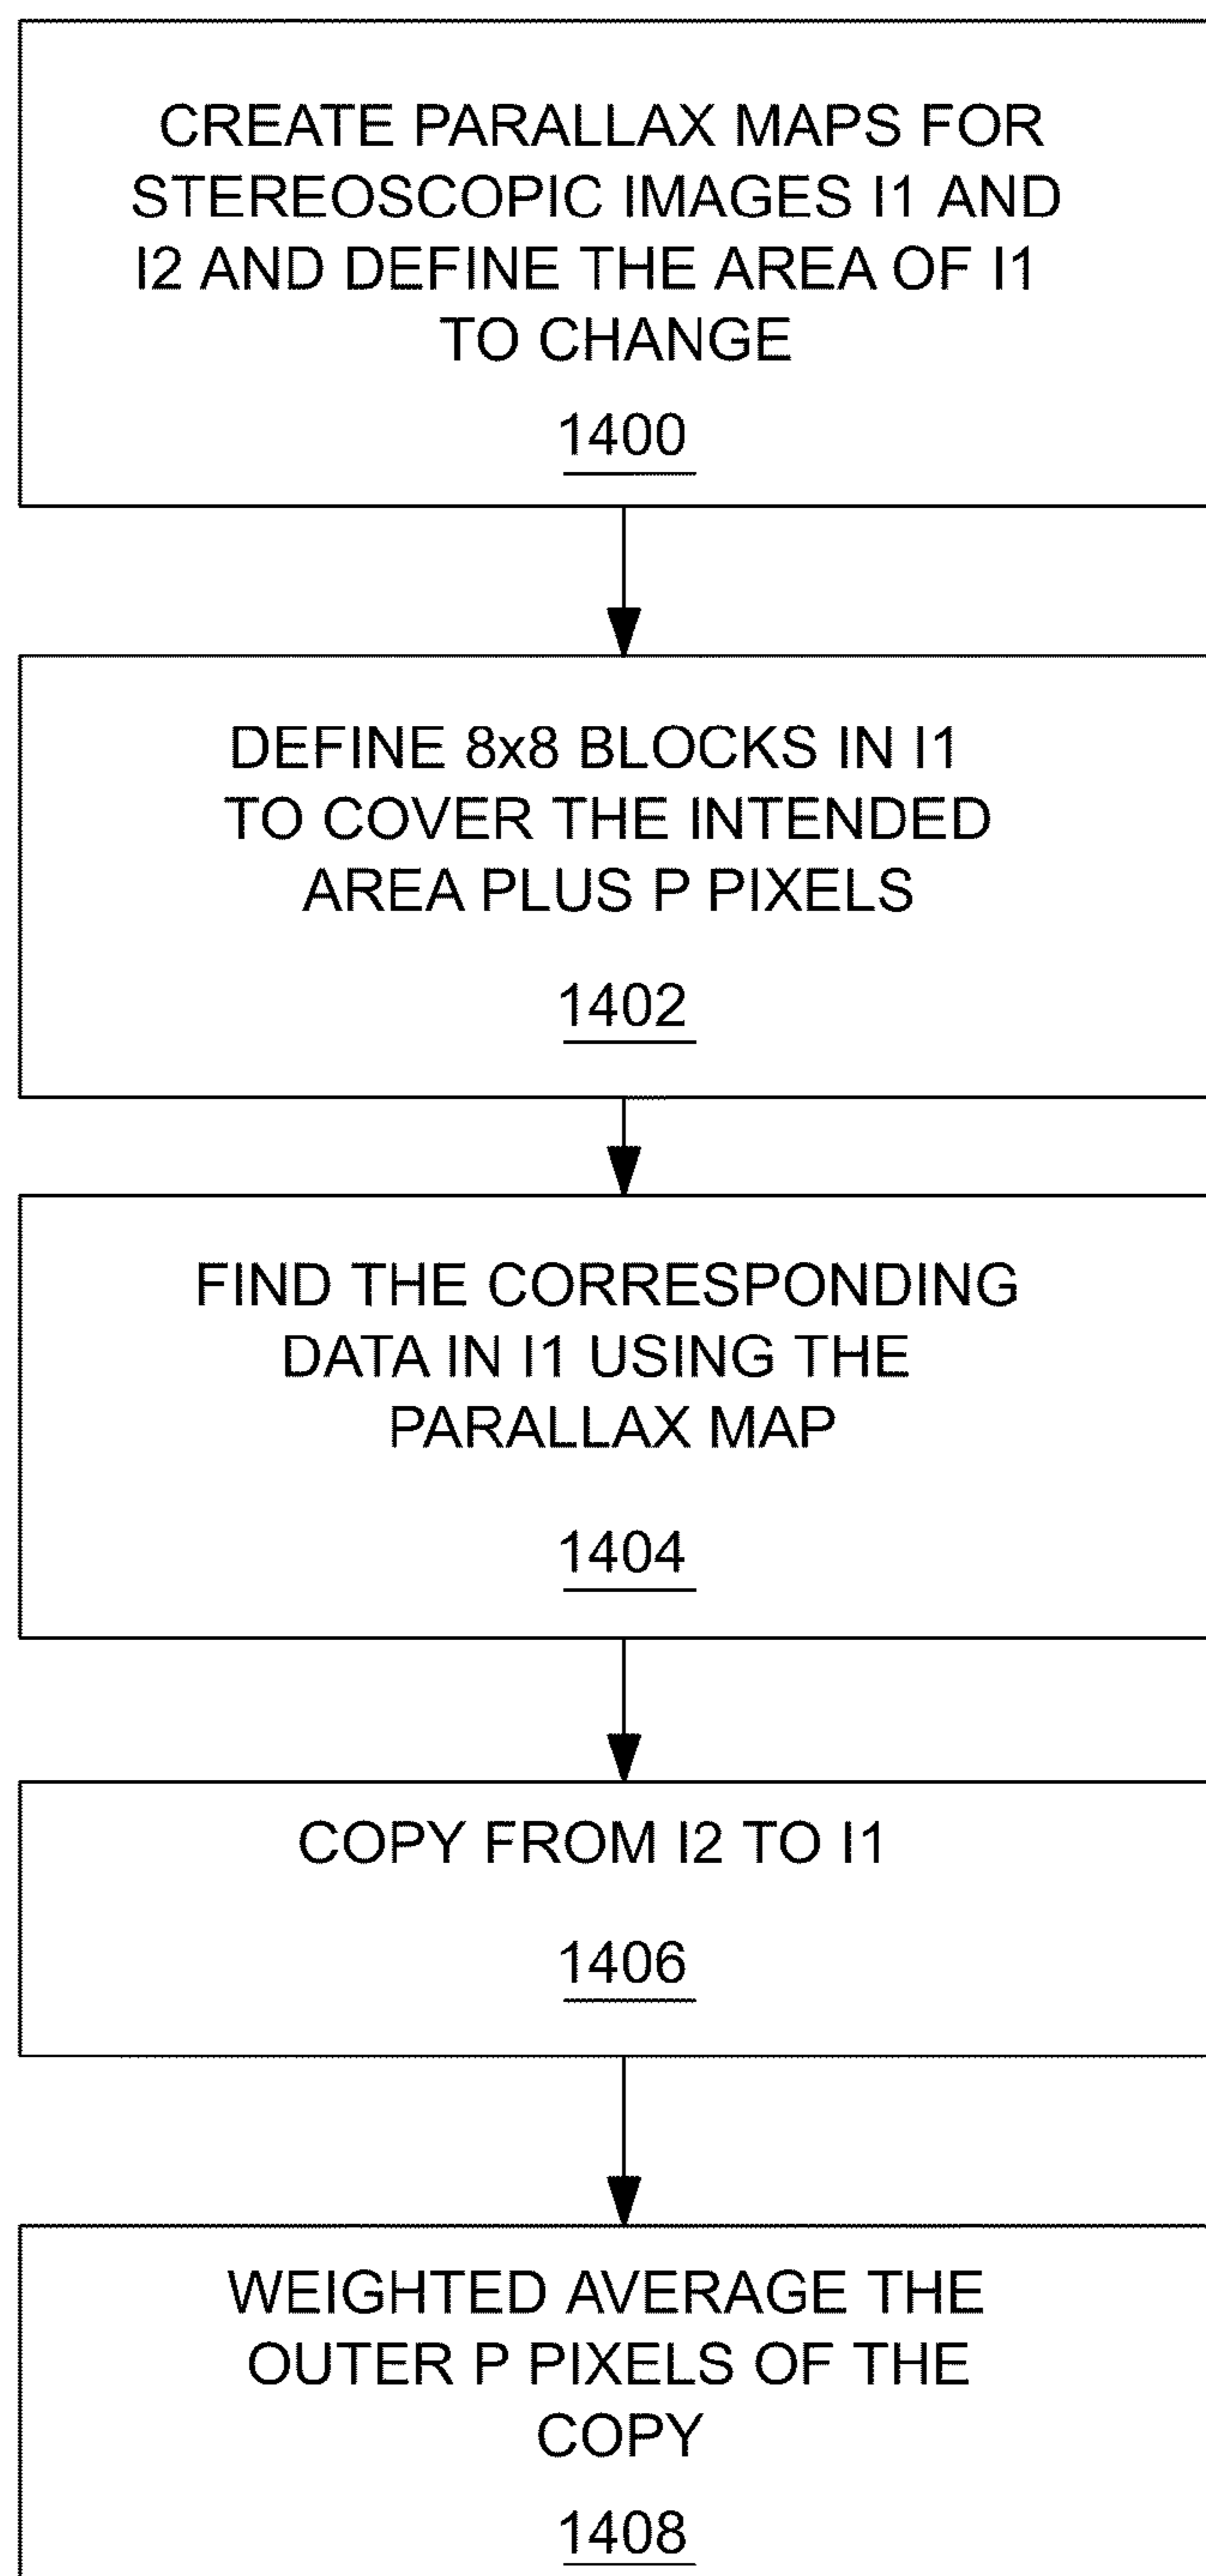 CREATE PARALLAX MAPS FOR
STEREOSCOPIC IMAGES I1 AND
I2 AND DEFINE THE AREA OF I1
TO CHANGE
1400
DEFINE 8x8 BLOCKS IN I1
TO COVER THE INTENDED
AREA PLUS P PIXELS
1402
FIND THE CORRESPONDING
DATA IN I1 USING THE
PARALLAX MAP
1404
COPY FROM I2 TO I1
1406
WEIGHTED AVERAGE THE
OUTER P PIXELS OF THE
COPY
1408